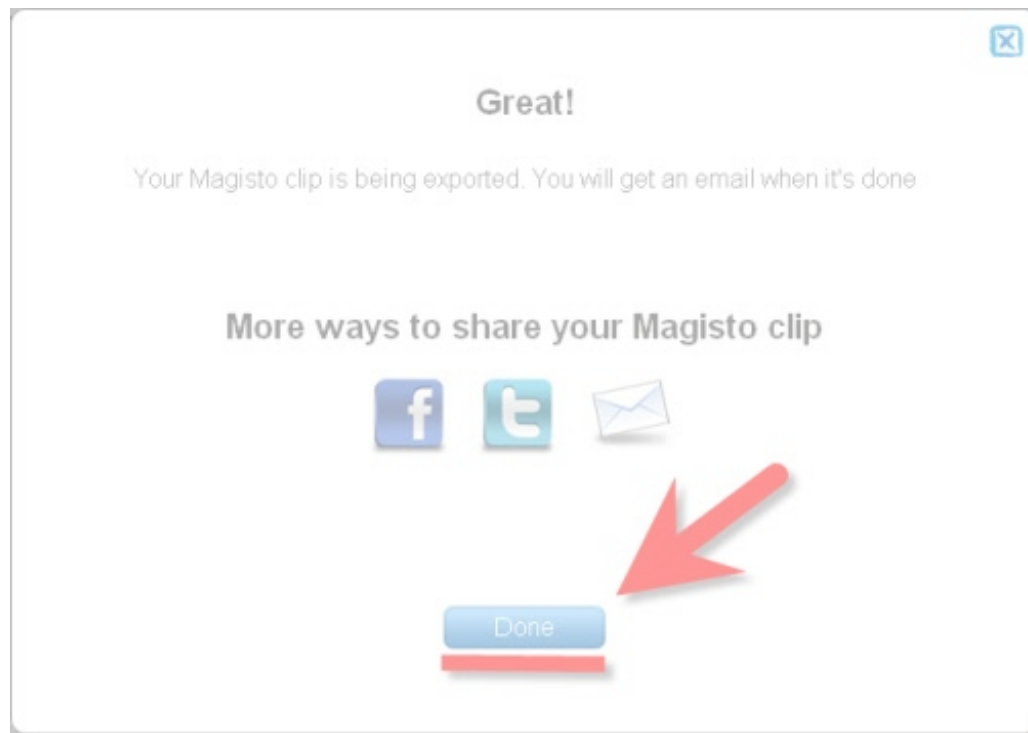 Great!
Your Magisto clip is being exported. You will get an email when it's done
More ways to share your Magisto clip
f t
Done